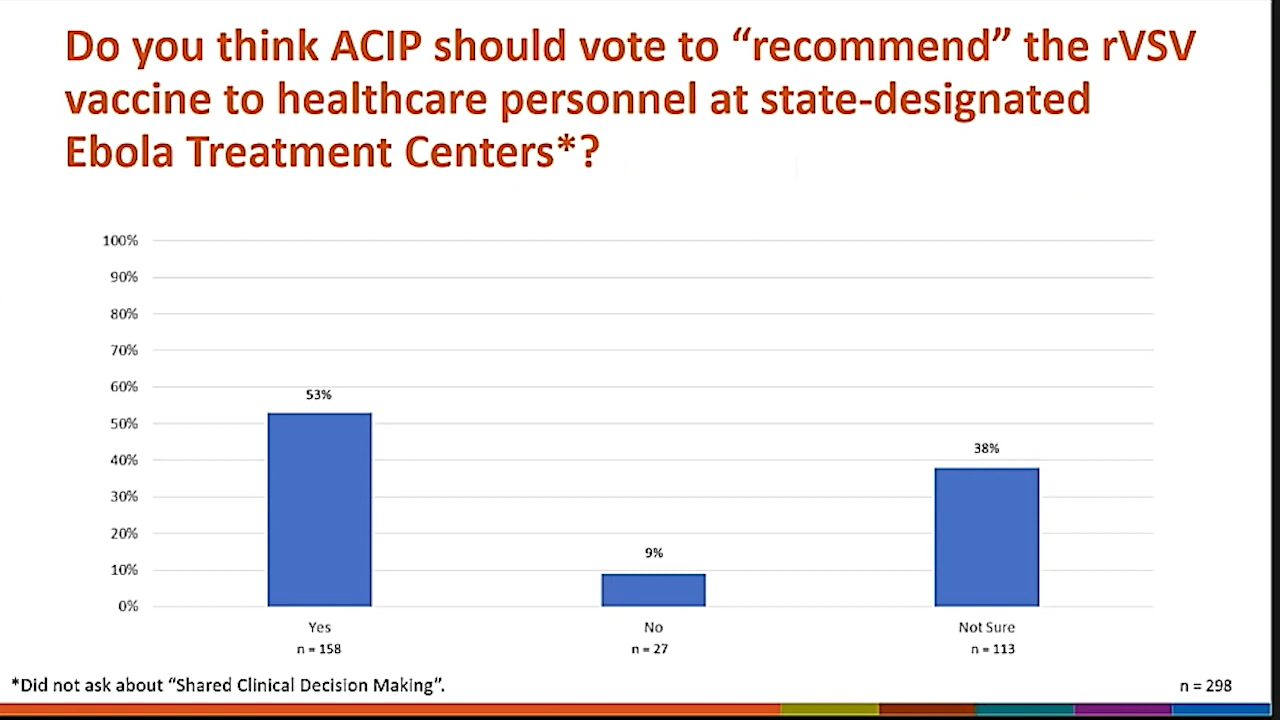 Do you think ACIP should vote to “recommend” the rVSV
vaccine to healthcare personnel at state-designated
Ebola Treatment Centers*?
100%
90%
80%
70%
60%
50%
40%
30%
20%
10%
0%
53%
9%
38%
Yes
n = 158
No
n = 27
Not Sure
n = 113
*Did not ask about “Shared Clinical Decision Making”.
n = 298